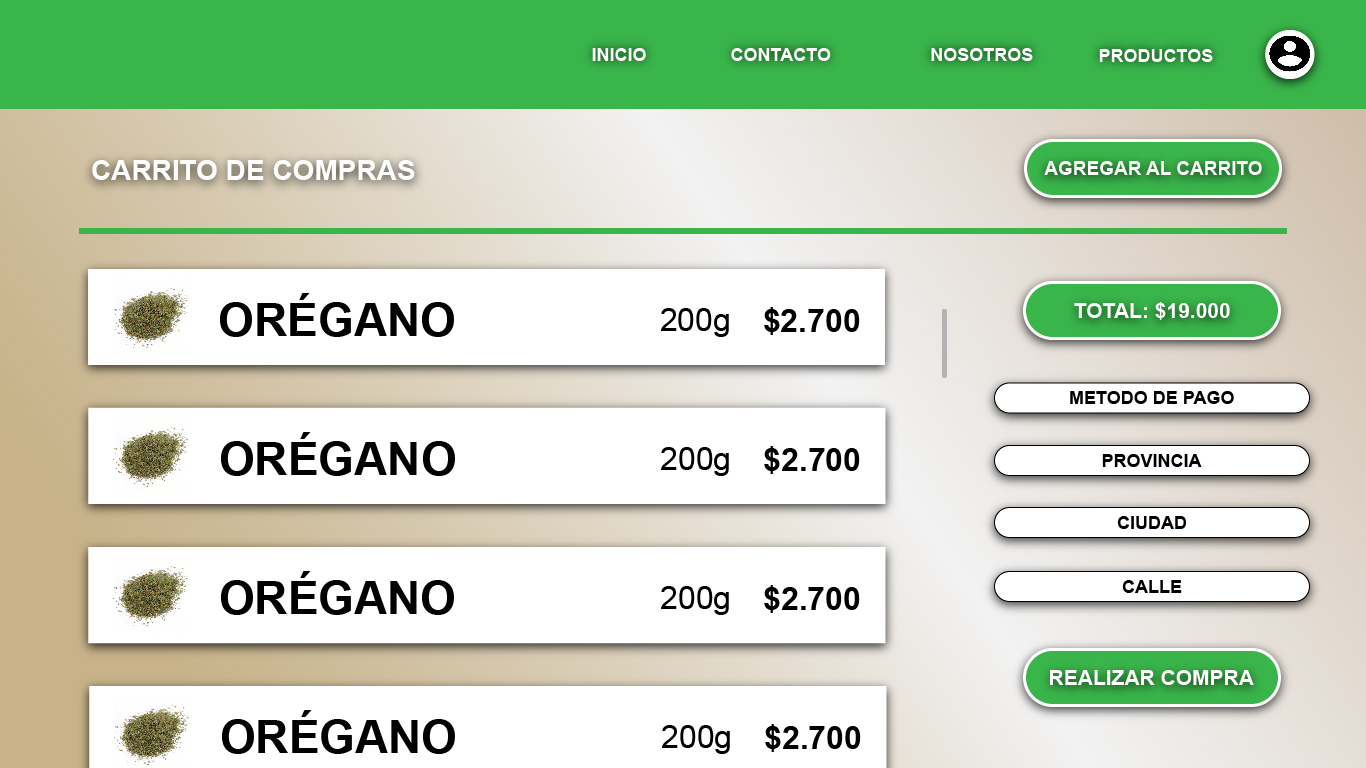 INICIO
CONTACTO
NOSOTROS
PRODUCTOS
CARRITO DE COMPRAS
AGREGAR AL CARRITO
ORÉGANO 200g $2.700
ORÉGANO 200g $2.700
ORÉGANO 200g $2.700
ORÉGANO 200g $2.700
TOTAL: $19.000
METODO DE PAGO
PROVINCIA
CIUDAD
CALLE
REALIZAR COMPRA